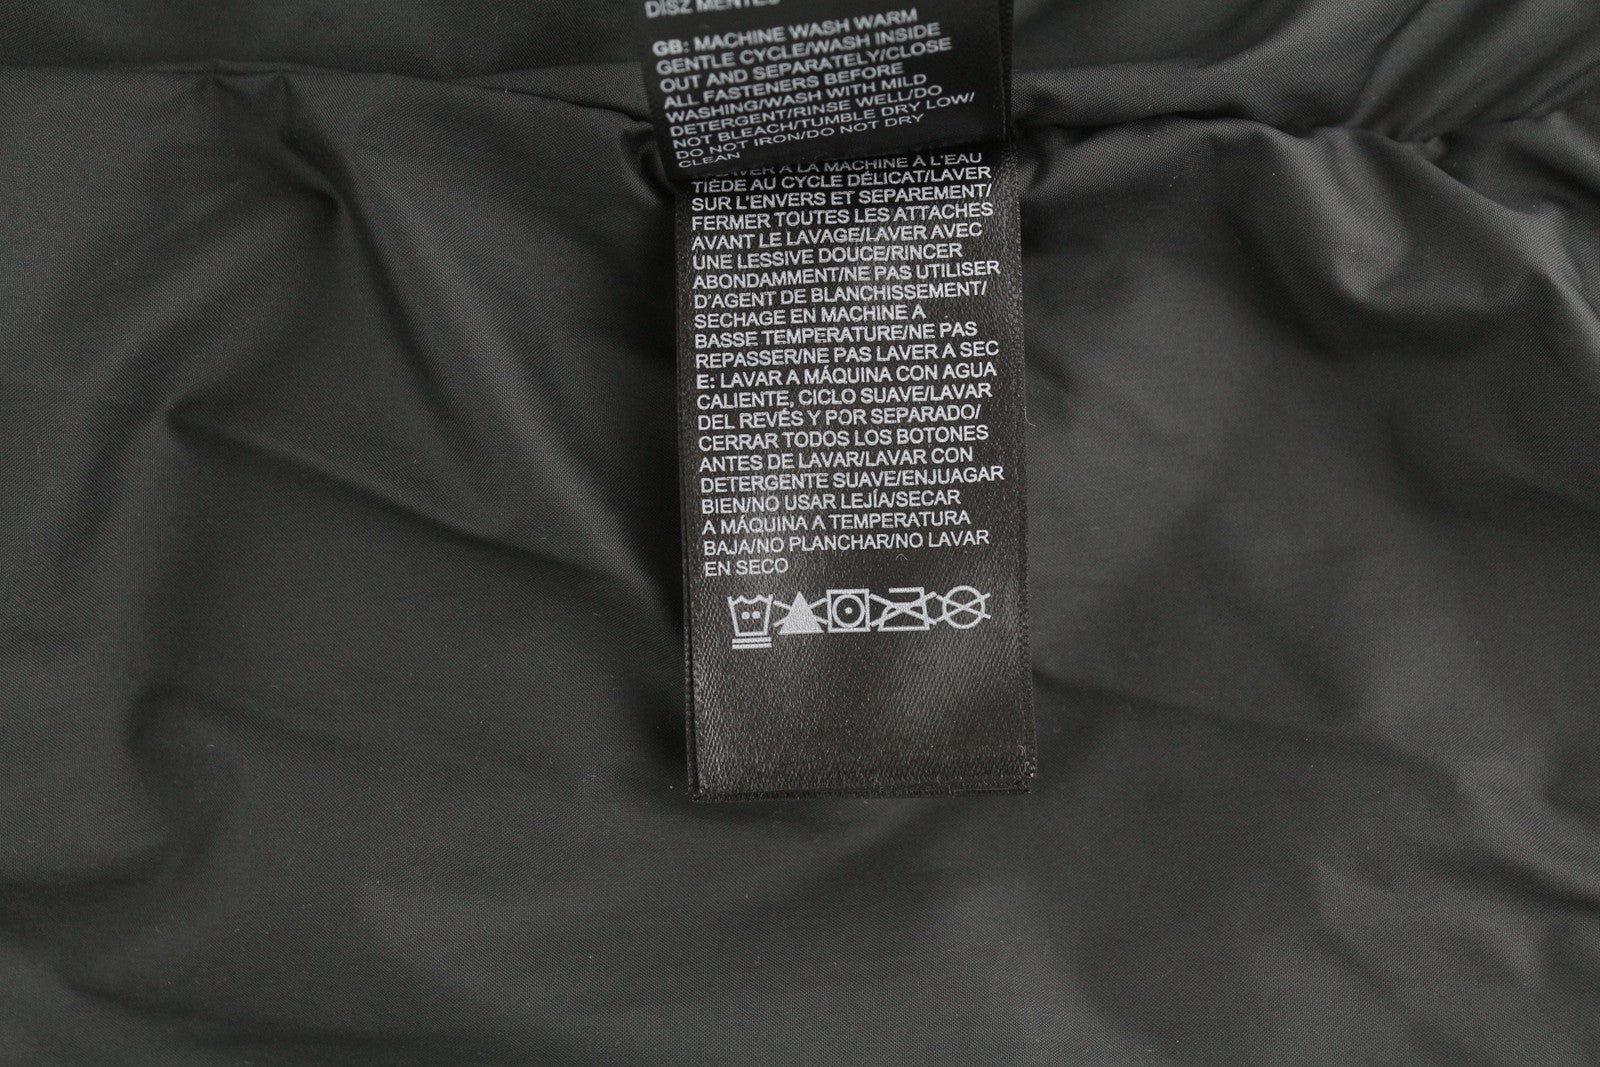 DÍSZ MENTES
GB: MACHINE WASH WARM
GENTLE CYCLE/WASH INSIDE
OUT AND SEPARATELY/CLOSE
ALL FASTENERS BEFORE
WASHING/WASH WITH MILD
DETERGENT/RINSE WELL/DO
NOT BLEACH/TUMBLE DRY LOW/
DO NOT IRON/DO NOT DRY
CLEAN
LAVER A LA MACHINE À L'EAU
TIÈDE AU CYCLE DÉLICAT/LAVER
SUR L'ENVERS ET SEPAREMENT/
FERMER TOUTES LES ATTACHES
AVANT LE LAVAGE/LAVER AVEC
UNE LESSIVE DOUCE/RINCER
ABONDAMMENT/NE PAS UTILISER
D'AGENT DE BLANCHISSEMENT/
SECHAGE EN MACHINE A
BASSE TEMPERATURE/NE PAS
REPASSER/NE PAS LAVER A SEC
E: LAVAR A MÁQUINA CON AGUA
CALIENTE, CICLO SUAVE/LAVAR
DEL REVÉS Y POR SEPARADO/
CERRAR TODOS LOS BOTONES
ANTES DE LAVAR/LAVAR CON
DETERGENTE SUAVE/ENJUAGAR
BIEN/NO USAR LEJÍA/SECAR
A MÁQUINA A TEMPERATURA
BAJA/NO PLANCHAR/NO LAVAR
EN SECO